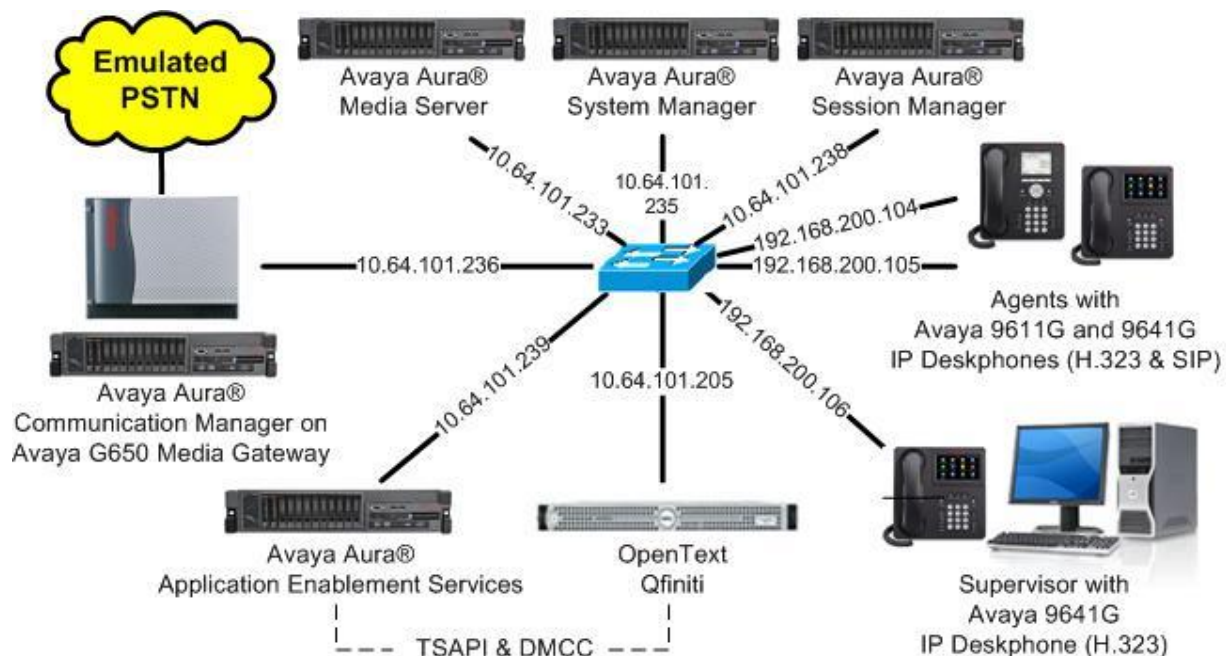 Emulated
PSTN
Avaya Aura®
Media Server
Avaya Aura®
System Manager
Avaya Aura®
Session Manager
10.64.101.233
10.64.101.
235
10.64.101.238
192.168.200.104
192.168.200.105
10.64.101.236
10.64.101.239
10.64.101.205
192.168.200.106
Agents with
Avaya 9611G and 9641G
IP Deskphones (H.323 & SIP)
Avaya Aura®
Communication Manager on
Avaya G650 Media Gateway
Avaya Aura®
Application Enablement Services
OpenText
Qfiniti
Supervisor with
Avaya 9641G
IP Deskphone (H.323)
TSAPI & DMCC